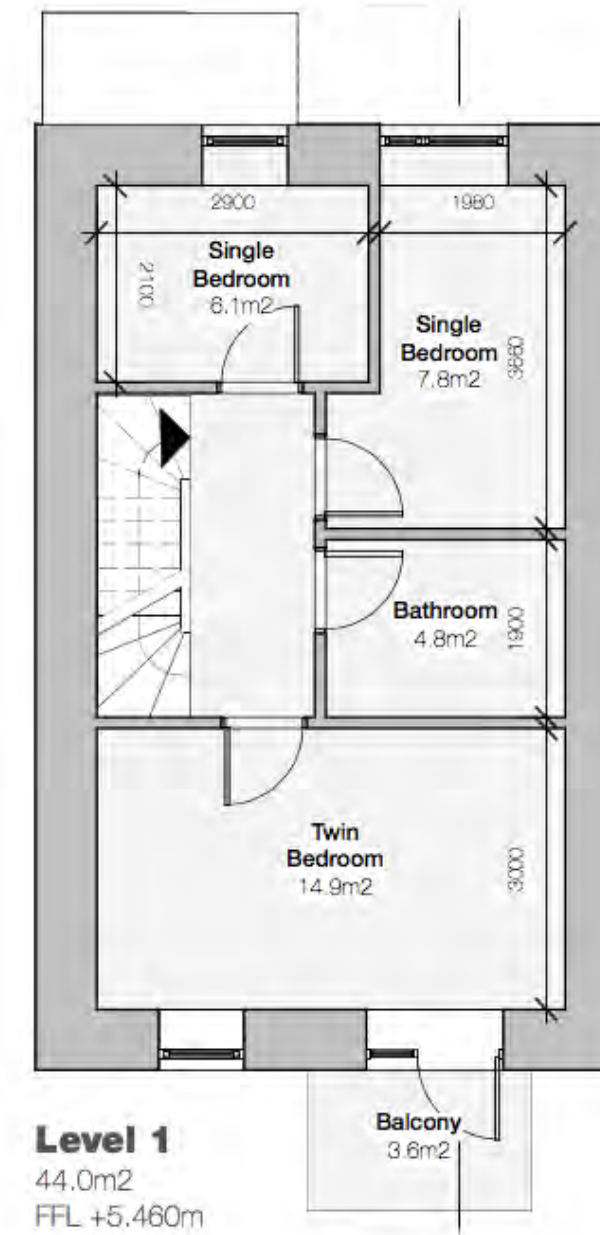 2900
1980
Single
Bedroom
6.1m2
2100
Single
Bedroom
7.8m2
3660
Bathroom
4.8m2
1900
Twin
Bedroom
14.9m2
3000
Balcony
3.6m2
Level 1
44.0m2
FFL +5.460m